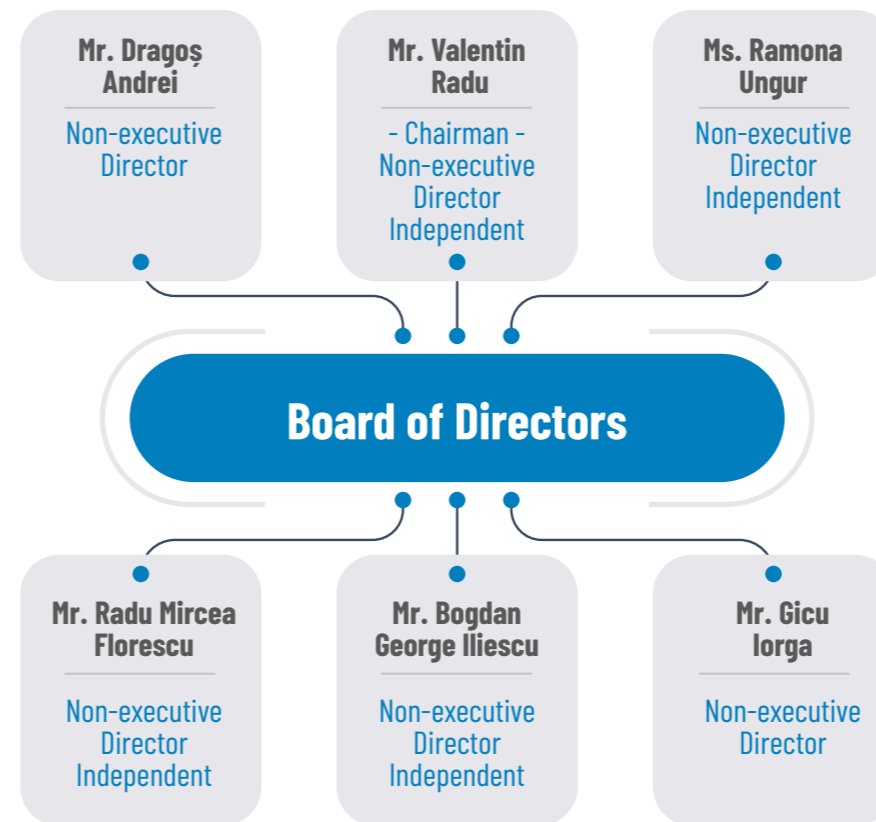 Mr. Dragoș
Andrei
Non-executive
Director
Mr. Valentin
Radu
- Chairman -
Non-executive
Director
Independent
Ms. Ramona
Ungur
Non-executive
Director
Independent
Board of Directors
Mr. Radu Mircea
Florescu
Non-executive
Director
Independent
Mr. Bogdan
George Iliescu
Non-executive
Director
Independent
Mr. Gicu
Iorga
Non-executive
Director